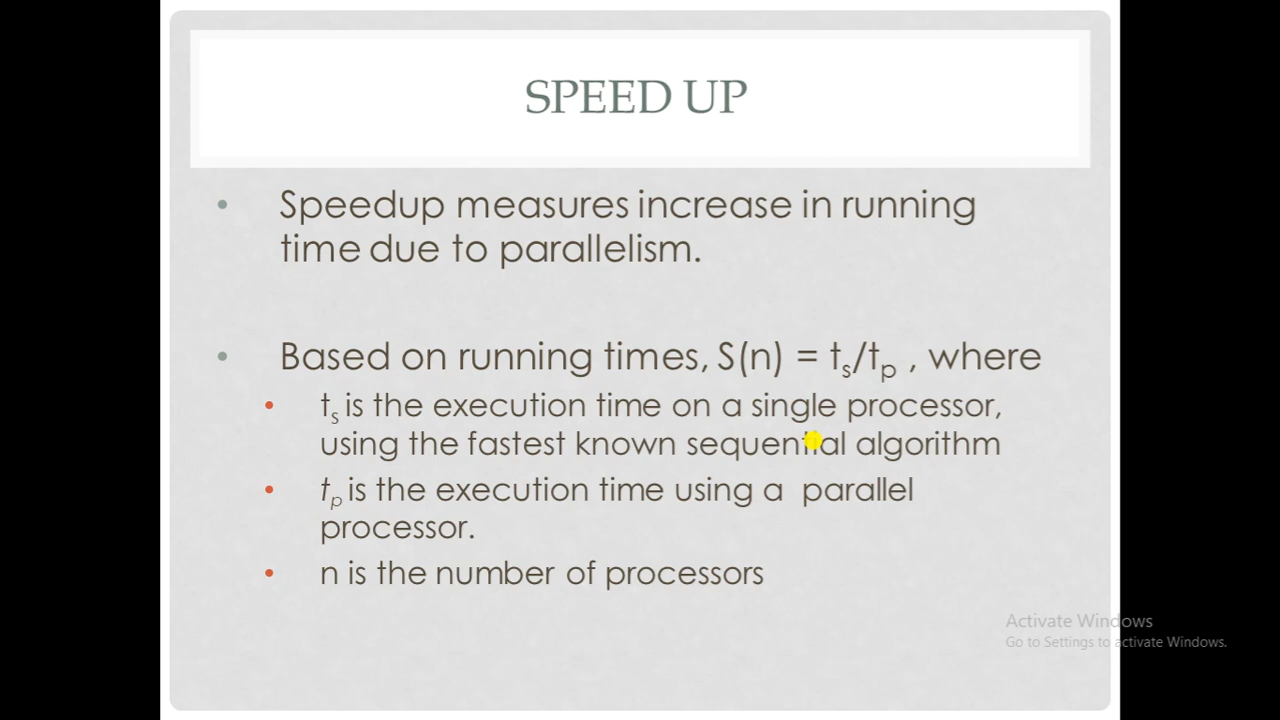 SPEED UP
• Speedup measures increase in running
time due to parallelism.
• Based on running times, S(n) = ts/tp , where
• ts is the execution time on a single processor,
using the fastest known sequential algorithm
• tp is the execution time using a  parallel
processor.
• n is the number of processors
Activate Windows
Go to Settings to activate Windows.